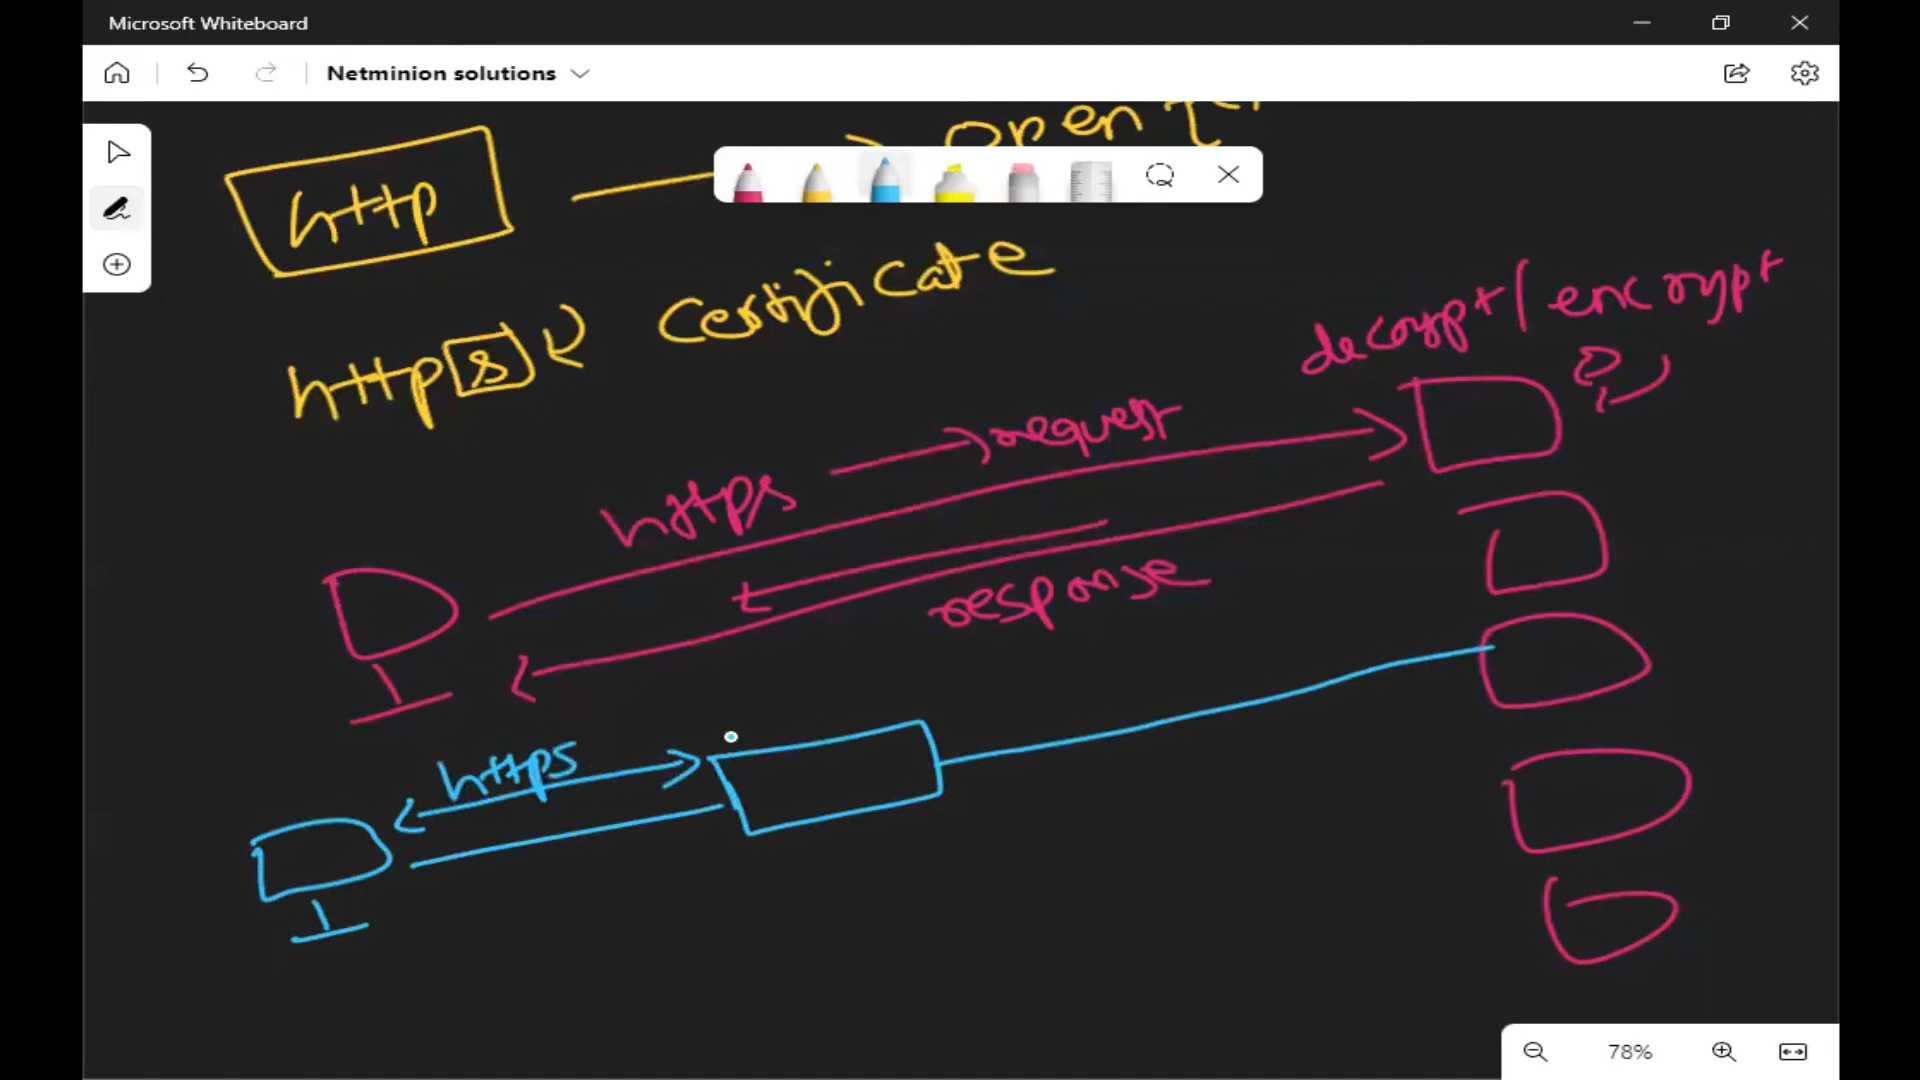 Microsoft Whiteboard
Netminion solutions
open
http
certificate
https
decrypt/encrypt
https → request
response
https
78%